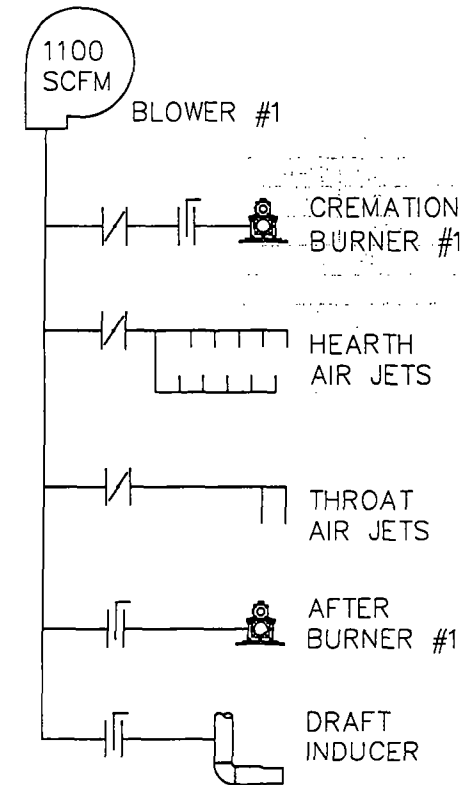 1100
SCFM
BLOWER #1
CREMATION
BURNER #1
HEARTH
AIR JETS
THROAT
AIR JETS
AFTER
BURNER #1
DRAFT
INDUCER